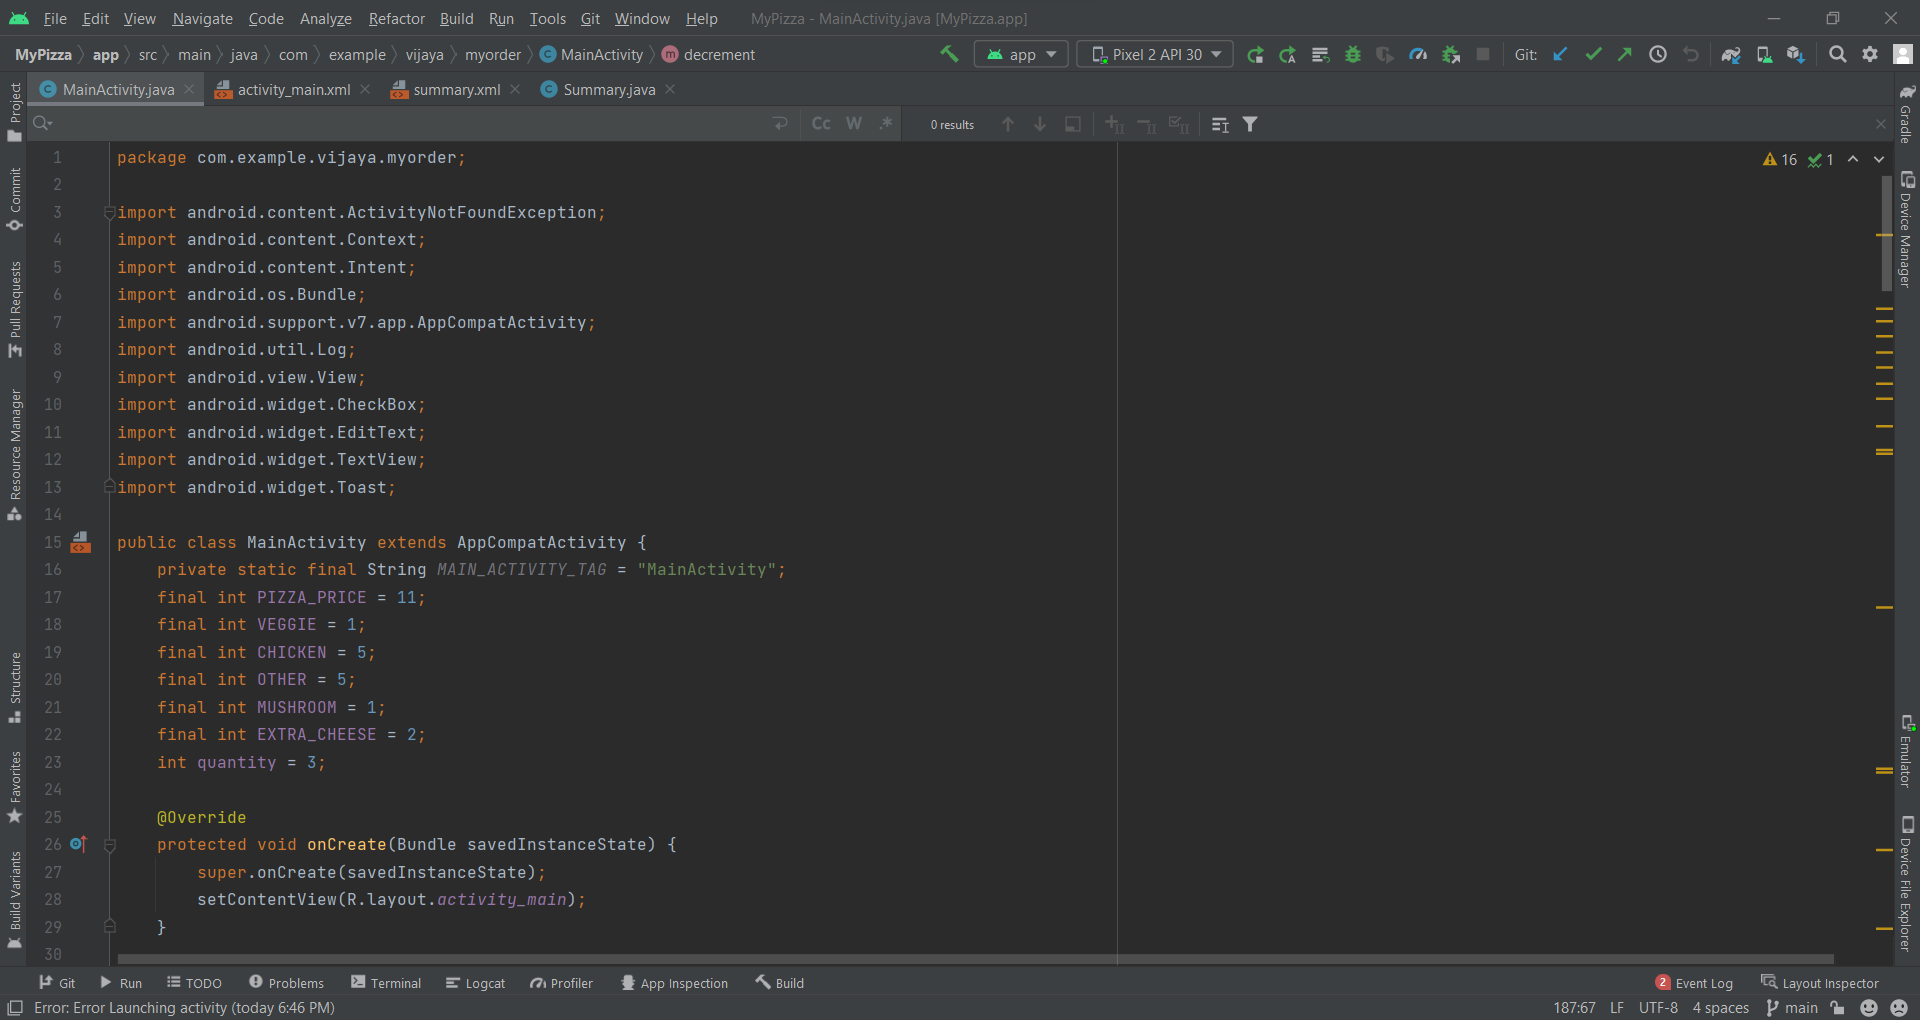 File Edit View Navigate Code Analyze Refactor Build Run Tools Git Window Help MyPizza - MainActivity.java [MyPizza.app]
MyPizza app src main java com example vijaya myorder C MainActivity m decrement app Pixel 2 API 30 Git:
C MainActivity.java activity_main.xml summary.xml C Summary.java
Cc W .* 0 results
16 1
1 package com.example.vijaya.myorder;
2
3 import android.content.ActivityNotFoundException;
4 import android.content.Context;
5 import android.content.Intent;
6 import android.os.Bundle;
7 import android.support.v7.app.AppCompatActivity;
8 import android.util.Log;
9 import android.view.View;
10 import android.widget.CheckBox;
11 import android.widget.EditText;
12 import android.widget.TextView;
13 import android.widget.Toast;
14
15 public class MainActivity extends AppCompatActivity {
16 private static final String MAIN_ACTIVITY_TAG = "MainActivity";
17 final int PIZZA_PRICE = 11;
18 final int VEGGIE = 1;
19 final int CHICKEN = 5;
20 final int OTHER = 5;
21 final int MUSHROOM = 1;
22 final int EXTRA_CHEESE = 2;
23 int quantity = 3;
24
25 @Override
26 protected void onCreate(Bundle savedInstanceState) {
27 super.onCreate(savedInstanceState);
28 setContentView(R.layout.activity_main);
29 }
30
Project
Commit
Pull Requests
Resource Manager
Structure
Favorites
Build Variants
Gradle
Device Manager
Emulator
Device File Explorer
Git Run TODO Problems Terminal Logcat Profiler App Inspection Build 2 Event Log Layout Inspector
Error: Error Launching activity (today 6:46 PM) 187:67 LF UTF-8 4 spaces main